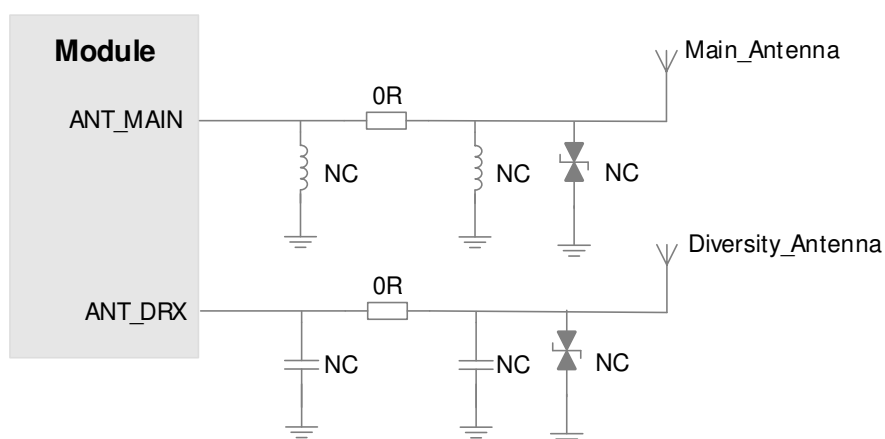 Module
Main_Antenna
0R
ANT_MAIN
NC
NC
NC
Diversity_Antenna
0R
ANT_DRX
NC
NC
NC